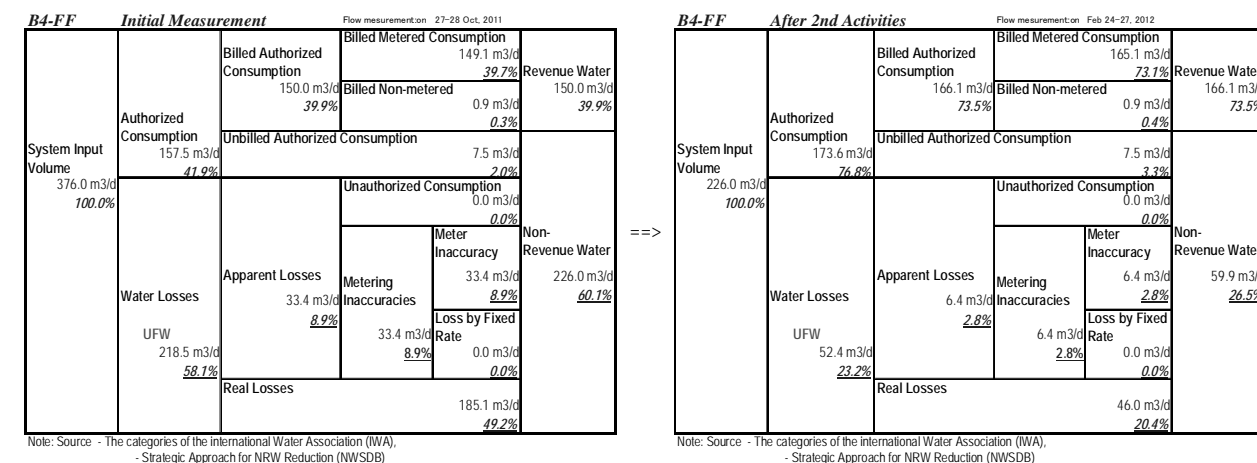 B4-FF Initial Measurement Flow mesurement:on 27-28 Oct, 2011
Billed Metered Consumption
149.1 m3/d
39.7%
Billed Authorized
Consumption
150.0 m3/d
39.9%
Revenue Water
150.0 m3/d
39.9%
Billed Non-metered
0.9 m3/d
0.3%
Authorized
Consumption
157.5 m3/d
41.9%
Unbilled Authorized Consumption
7.5 m3/d
2.0%
System Input
Volume
376.0 m3/d
100.0%
Unauthorized Consumption
0.0 m3/d
0.0%
Non-
Revenue Water
226.0 m3/d
60.1%
Meter
Inaccuracy
33.4 m3/d
8.9%
Apparent Losses
33.4 m3/d
8.9%
Metering
Inaccuracies
33.4 m3/d
8.9%
Loss by Fixed
Rate
0.0 m3/d
0.0%
Water Losses
UFW
218.5 m3/d
58.1%
Real Losses
185.1 m3/d
49.2%
Note: Source - The categories of the international Water Association (IWA),
- Strategic Approach for NRW Reduction (NWSDB)
==>
B4-FF After 2nd Activities Flow mesurement:on Feb 24-27, 2012
Billed Metered Consumption
165.1 m3/d
73.1%
Billed Authorized
Consumption
166.1 m3/d
73.5%
Revenue Wate
166.1 m3/
73.5%
Billed Non-metered
0.9 m3/d
0.4%
Authorized
Consumption
173.6 m3/d
76.8%
Unbilled Authorized Consumption
7.5 m3/d
3.3%
System Input
Volume
226.0 m3/d
100.0%
Unauthorized Consumption
0.0 m3/d
0.0%
Non-
Revenue Wate
59.9 m3/
26.5%
Meter
Inaccuracy
6.4 m3/d
2.8%
Apparent Losses
6.4 m3/d
2.8%
Metering
Inaccuracies
6.4 m3/d
2.8%
Loss by Fixed
Rate
0.0 m3/d
0.0%
Water Losses
UFW
52.4 m3/d
23.2%
Real Losses
46.0 m3/d
20.4%
Note: Source - The categories of the international Water Association (IWA),
- Strategic Approach for NRW Reduction (NWSDB)